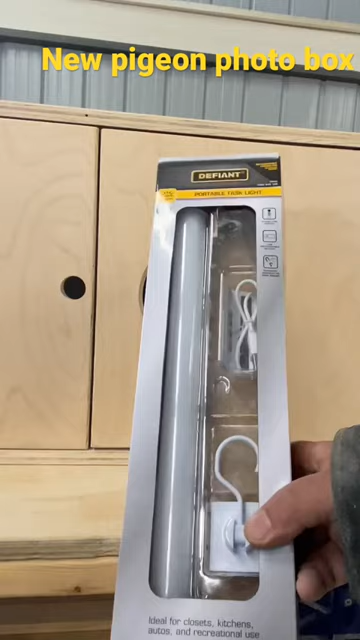 New pigeon photo box
DEFIANT
PORTABLE TASK LIGHT
Ideal for closets, kitchens,
autos, and recreational use